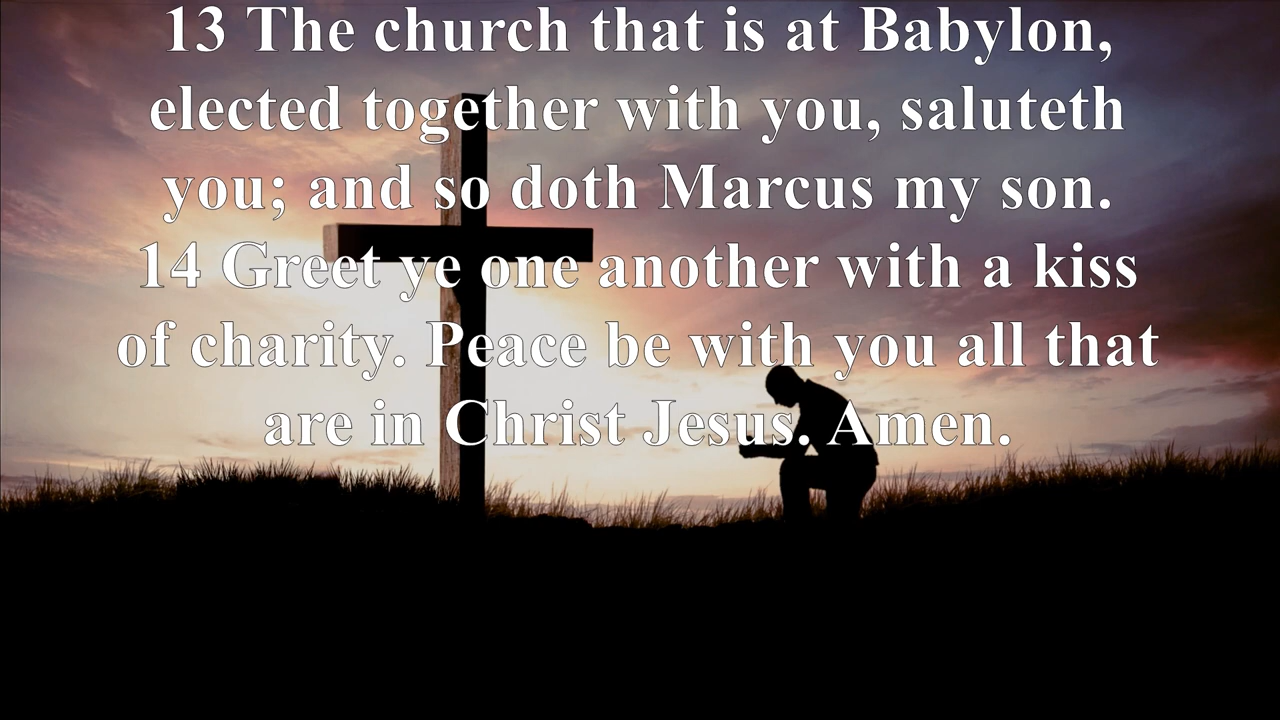 13 The church that is at Babylon,
elected together with you, saluteth
you; and so doth Marcus my son.
14 Greet ye one another with a kiss
of charity. Peace be with you all that
are in Christ Jesus. Amen.